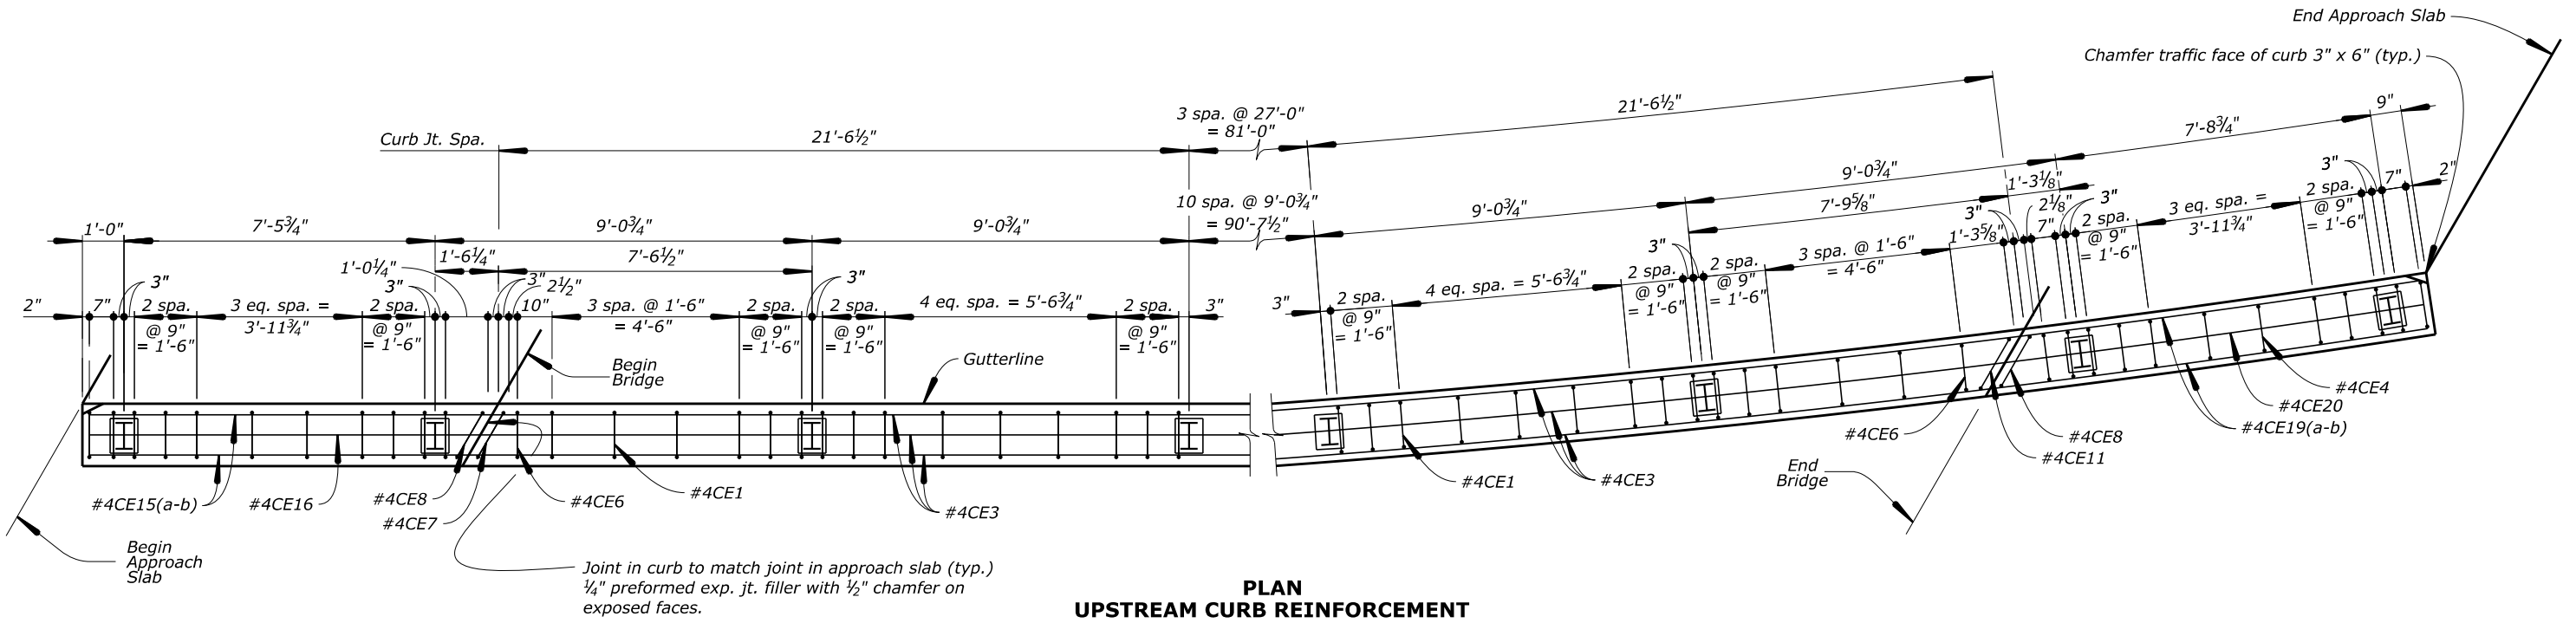 End Approach Slab
Chamfer traffic face of curb 3" x 6" (typ.)
Curb Jt. Spa.
21'-6½"
3 spa. @ 27'-0"
= 81'-0"
21'-6½"
7'-8¾"
9"
1'-0"
7'-5¾"
9'-0¾"
9'-0¾"
10 spa. @ 9'-0¾"
= 90'-7½"
9'-0¾"
9'-0¾"
1'-6¼"
7'-6½"
7'-9⅝"
1'-3⅛"
2"
7"
3"
2 spa.
@ 9"
= 1'-6"
3 eq. spa. =
3'-11¾"
2 spa.
@ 9"
= 1'-6"
3"
1'-0¼"
3"
2½"
10"
3 spa. @ 1'-6"
= 4'-6"
2 spa.
@ 9"
= 1'-6"
3"
2 spa.
@ 9"
= 1'-6"
4 eq. spa. = 5'-6¾"
2 spa.
@ 9"
= 1'-6"
3"
3"
2 spa.
@ 9"
= 1'-6"
4 eq. spa. = 5'-6¾"
2 spa.
@ 9"
= 1'-6"
3"
2 spa.
@ 9"
= 1'-6"
3 spa. @ 1'-6"
= 4'-6"
1'-3⅝"
3"
2⅛"
7"
3"
2 spa.
@ 9"
= 1'-6"
3 eq. spa. =
3'-11¾"
2 spa.
@ 9"
= 1'-6"
3"
7"
2"
Begin
Bridge
Gutterline
#4CE15(a-b)
#4CE16
#4CE8
#4CE7
#4CE6
#4CE1
#4CE3
#4CE1
#4CE3
#4CE6
#4CE11
#4CE8
#4CE19(a-b)
#4CE20
#4CE4
End
Bridge
Begin
Approach
Slab
Joint in curb to match joint in approach slab (typ.)
¼" preformed exp. jt. filler with ½" chamfer on
exposed faces.
PLAN
UPSTREAM CURB REINFORCEMENT